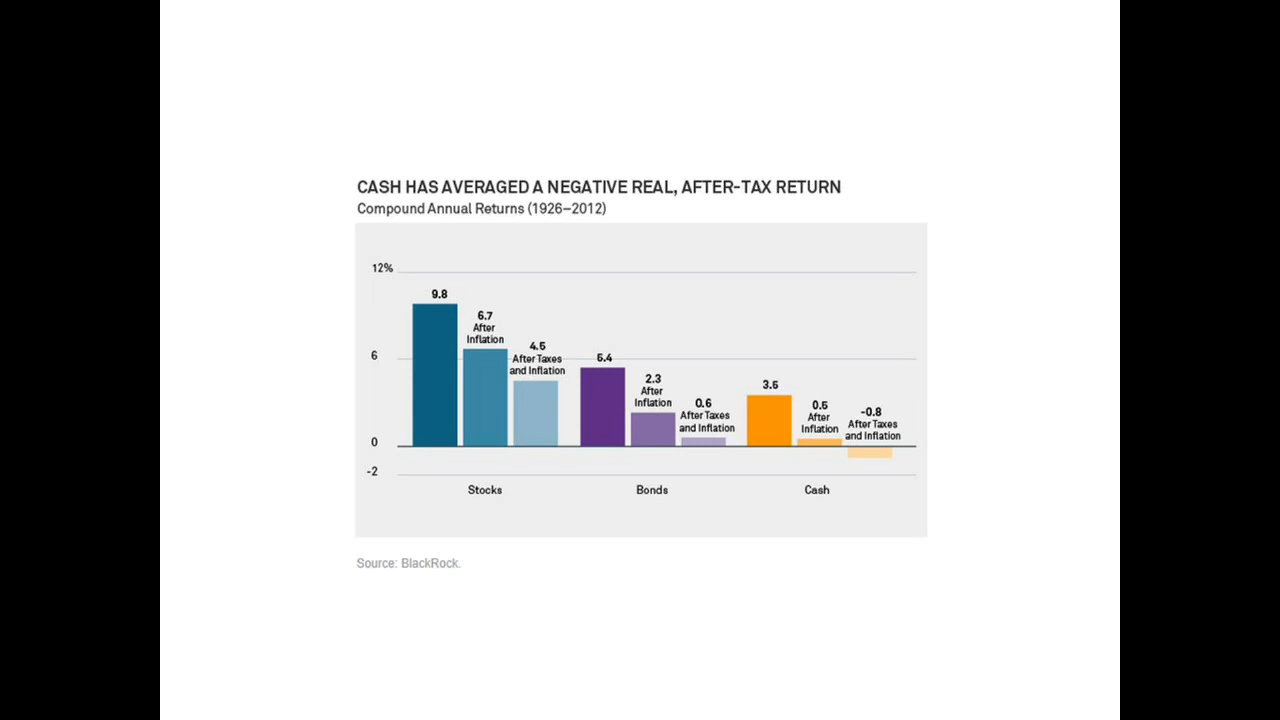 CASH HAS AVERAGED A NEGATIVE REAL, AFTER-TAX RETURN
Compound Annual Returns (1926–2012)
12%
6
0
-2
9.8
6.7
After
Inflation
4.5
After Taxes
and Inflation
5.4
2.3
After
Inflation
0.6
After Taxes
and Inflation
3.5
0.5
After
Inflation
-0.8
After Taxes
and Inflation
Stocks
Bonds
Cash
Source: BlackRock.